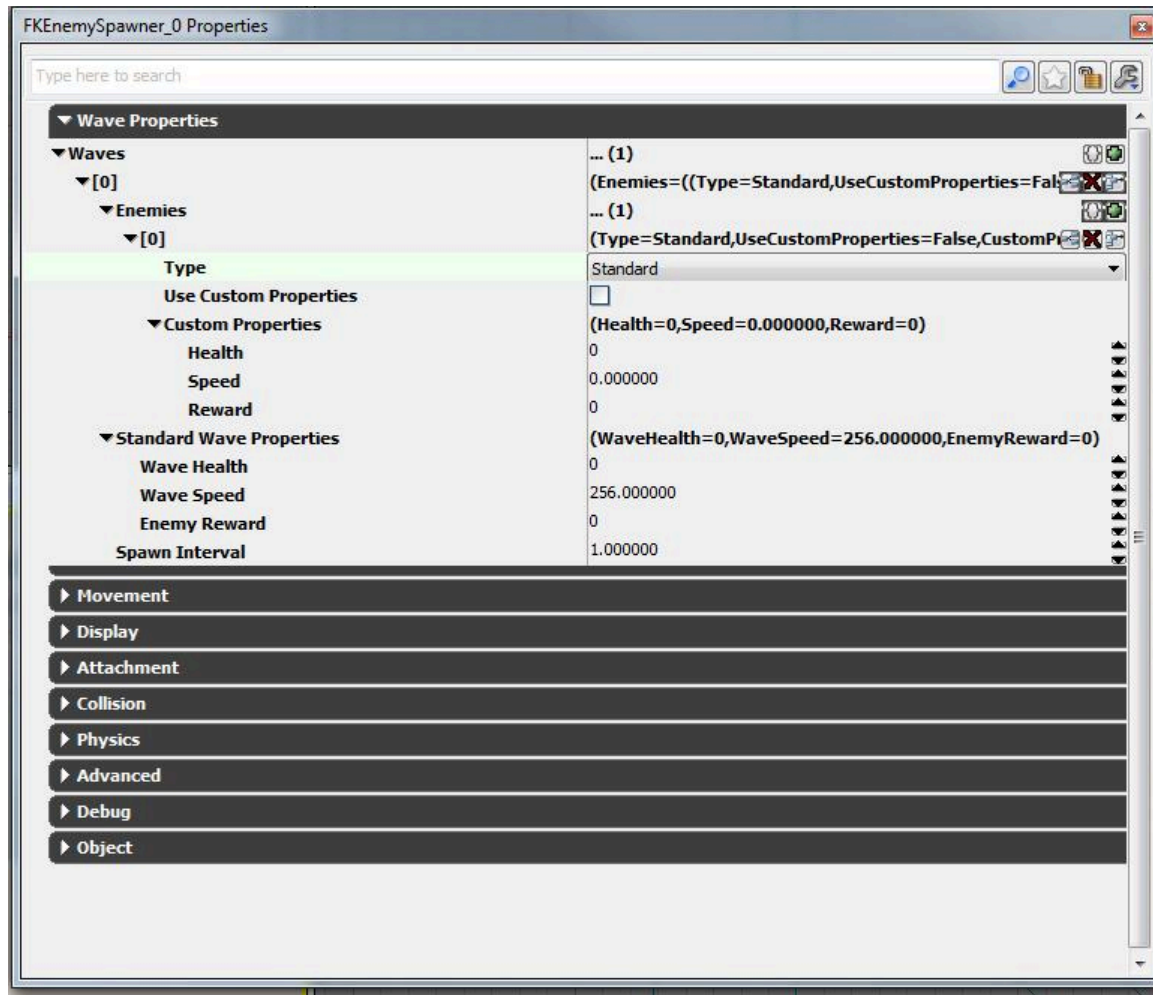 FKEnemySpawner_0 Properties
Type here to search
Wave Properties
Waves ... (1)
[0] (Enemies=((Type=Standard,UseCustomProperties=Fal
Enemies ... (1)
[0] (Type=Standard,UseCustomProperties=False,CustomPr
Type Standard
Use Custom Properties
Custom Properties (Health=0,Speed=0.000000,Reward=0)
Health 0
Speed 0.000000
Reward 0
Standard Wave Properties (WaveHealth=0,WaveSpeed=256.000000,EnemyReward=0)
Wave Health 0
Wave Speed 256.000000
Enemy Reward 0
Spawn Interval 1.000000
Movement
Display
Attachment
Collision
Physics
Advanced
Debug
Object